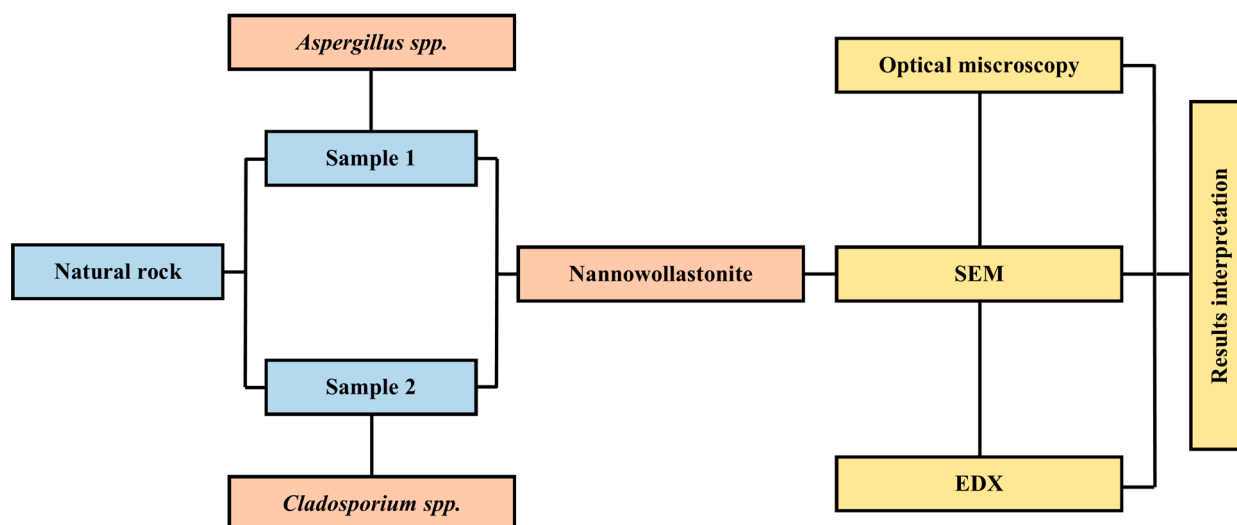 Aspergillus spp.
Optical miscroscopy
Sample 1
Natural rock
Nannowollastonite
SEM
Results interpretation
Sample 2
EDX
Cladosporium spp.